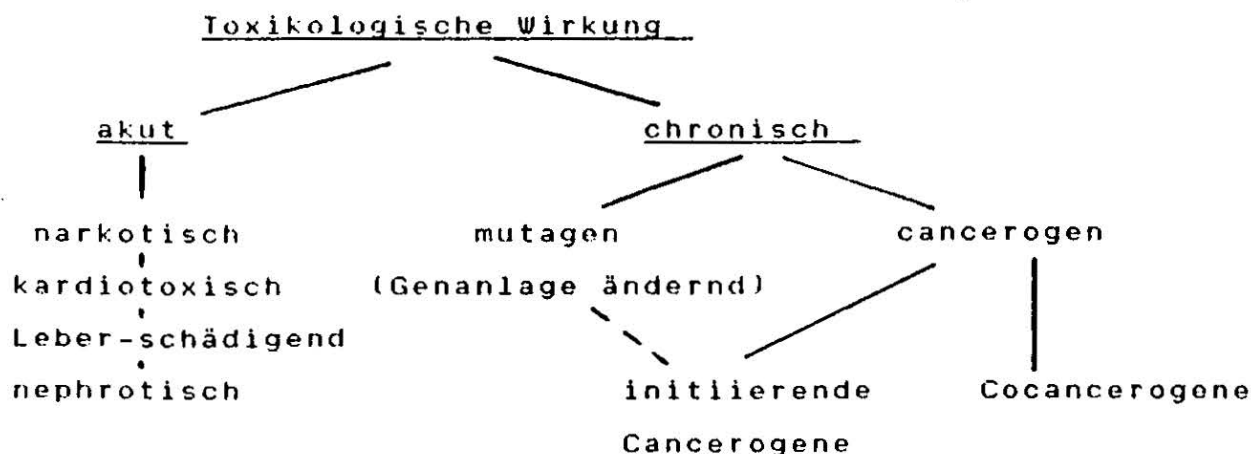 Toxikologische Wirkung
akut chronisch
narkotisch mutagen cancerogen
kardiotoxisch (Genanlage ändernd)
Leber-schädigend
nephrotisch initiierende Cocancerogene
Cancerogene